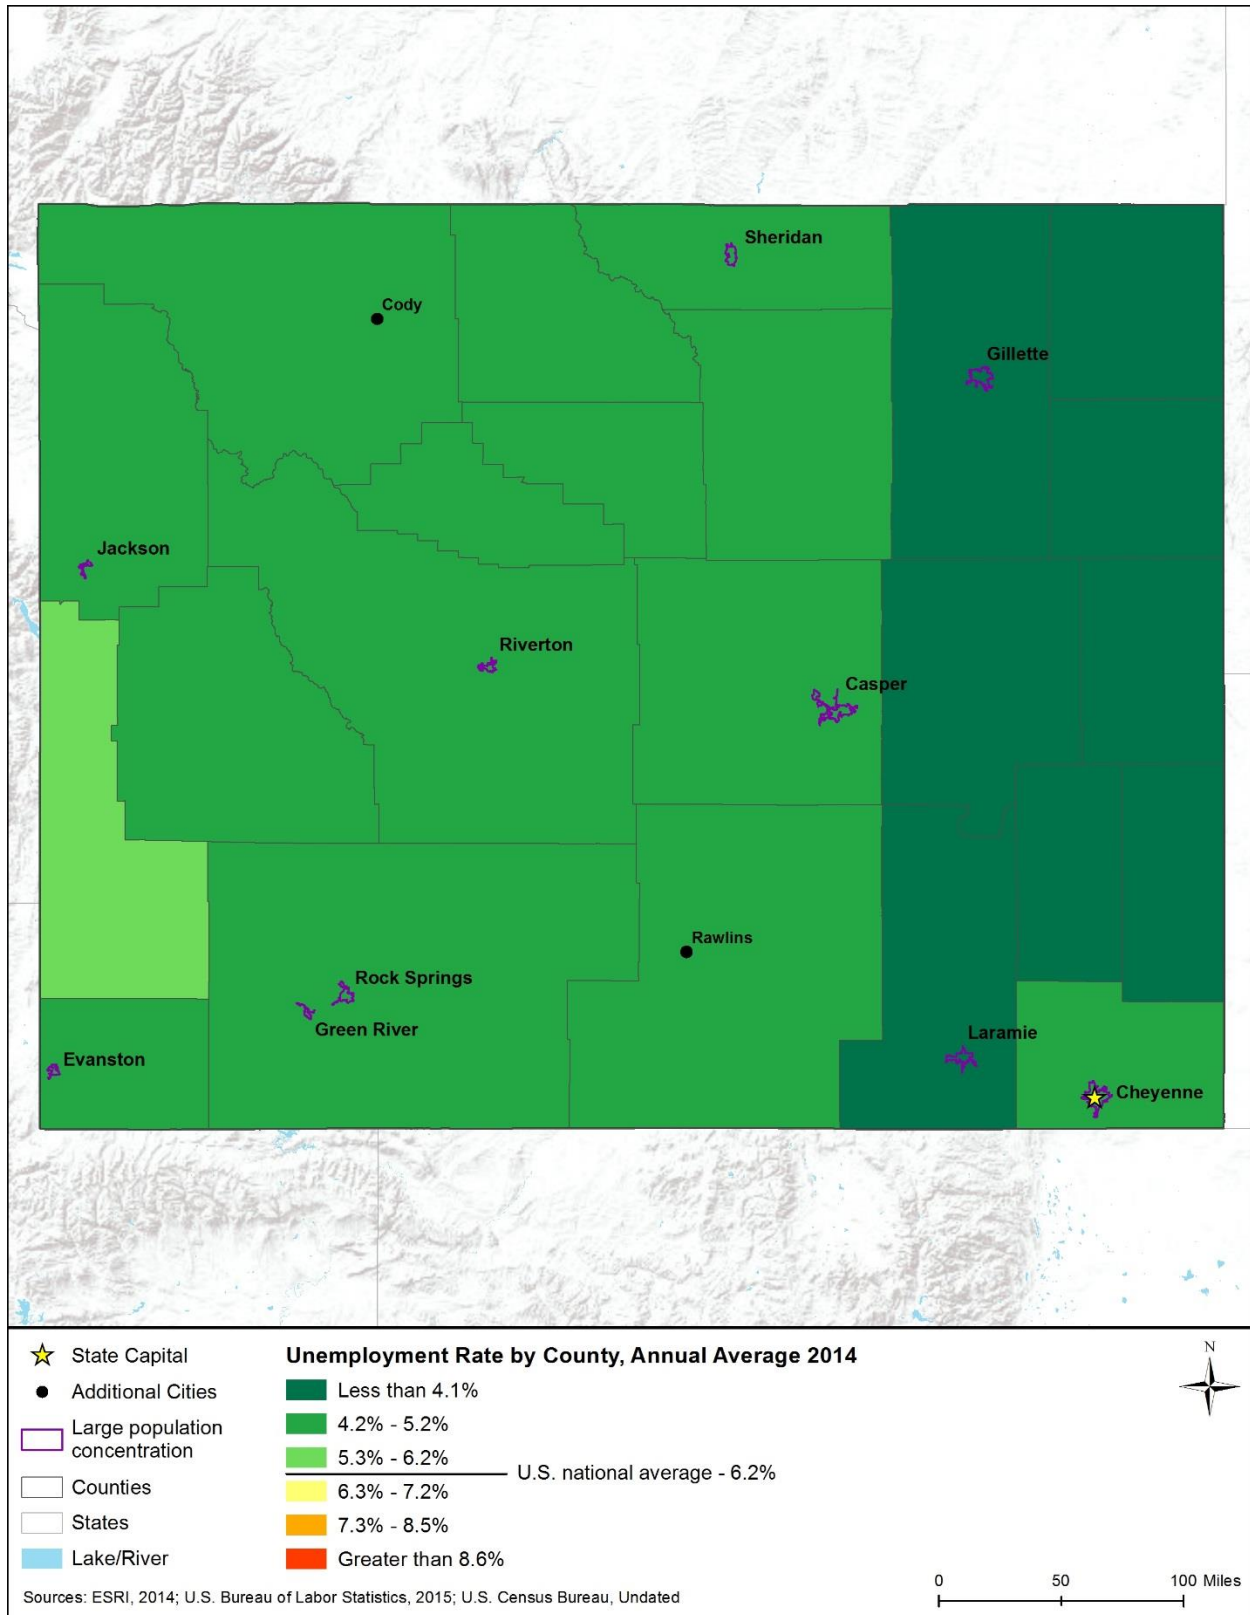 Sheridan
Cody
Gillette
Jackson
Riverton
Casper
Rawlins
Rock Springs
Green River
Laramie
Evanston
Cheyenne
State Capital
Additional Cities
Large population
concentration
Counties
States
Lake/River
Unemployment Rate by County, Annual Average 2014
Less than 4.1%
4.2% - 5.2%
5.3% - 6.2%
U.S. national average - 6.2%
6.3% - 7.2%
7.3% - 8.5%
Greater than 8.6%
N
0 50 100 Miles
Sources: ESRI, 2014; U.S. Bureau of Labor Statistics, 2015; U.S. Census Bureau, Undated